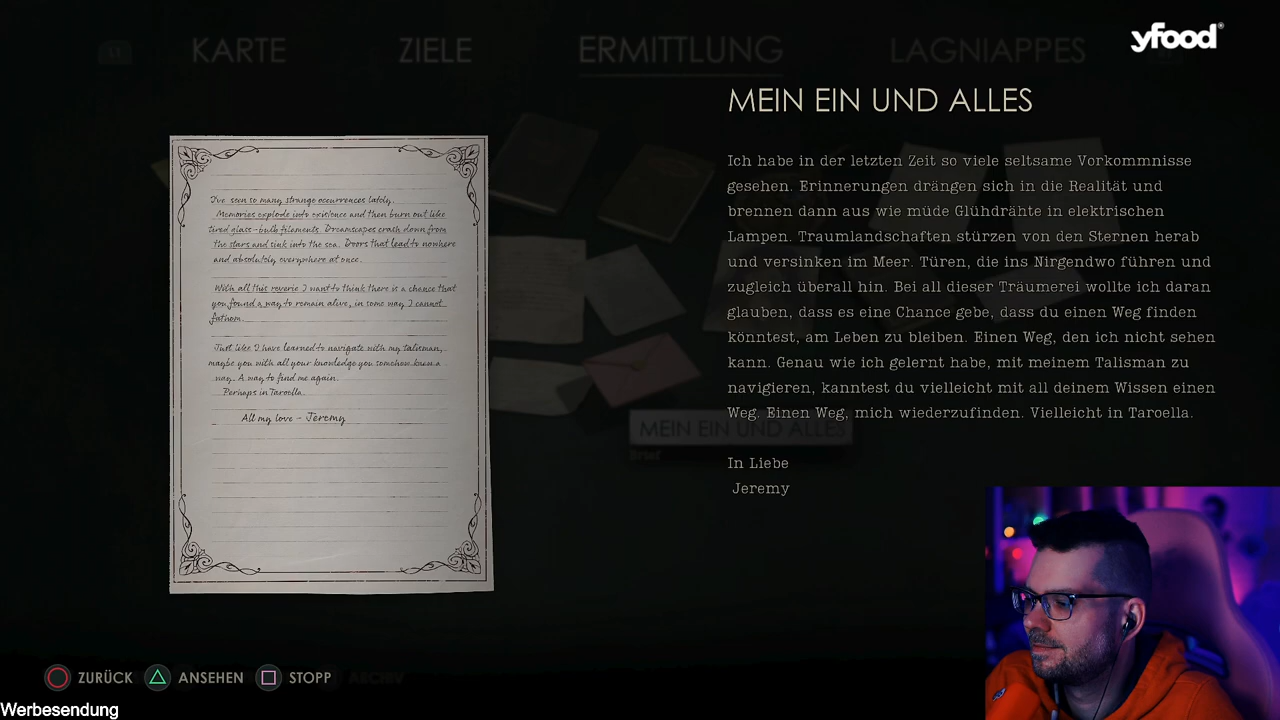 KARTE
ZIELE
ERMITTLUNG
LAGNIAPPES
yfood
MEIN EIN UND ALLES
Ich habe in der letzten Zeit so viele seltsame Vorkommnisse
gesehen. Erinnerungen drängen sich in die Realität und
brennen dann aus wie müde Glühdrähte in elektrischen
Lampen. Traumlandschaften stürzen von den Sternen herab
und versinken im Meer. Türen, die ins Nirgendwo führen und
zugleich überall hin. Bei all dieser Träumerei wollte ich daran
glauben, dass es eine Chance gebe, dass du einen Weg finden
könntest, am Leben zu bleiben. Einen Weg, den ich nicht sehen
kann. Genau wie ich gelernt habe, mit meinem Talisman zu
navigieren, kanntest du vielleicht mit all deinem Wissen einen
Weg. Einen Weg, mich wiederzufinden. Vielleicht in Taroella.
In Liebe
Jeremy
I've seen so many strange occurrences lately.
Memories explode into existence and then burn out like
tired glass-bulb filaments. Dreamscapes crash down from
the stars and sink into the sea. Doors that lead to nowhere
and absolutely everywhere at once.
With all this reverie I want to think there is a chance that
you found a way to remain alive, in some way I cannot
fathom.
Just like I have learned to navigate with my talisman,
maybe you with all your knowledge you somehow knew a
way. A way to find me again.
Perhaps in Taroella.
All my love - Jeremy
MEIN EIN UND ALLES
Brief
ZURÜCK
ANSEHEN
STOPP
ARCHIV
Werbesendung